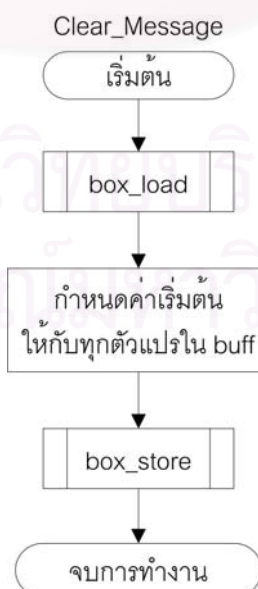 Clear_Message
เริ่มต้น
box_load
กำหนดค่าเริ่มต้น
ให้กับทุกตัวแปรใน buff
box_store
จบการทำงาน